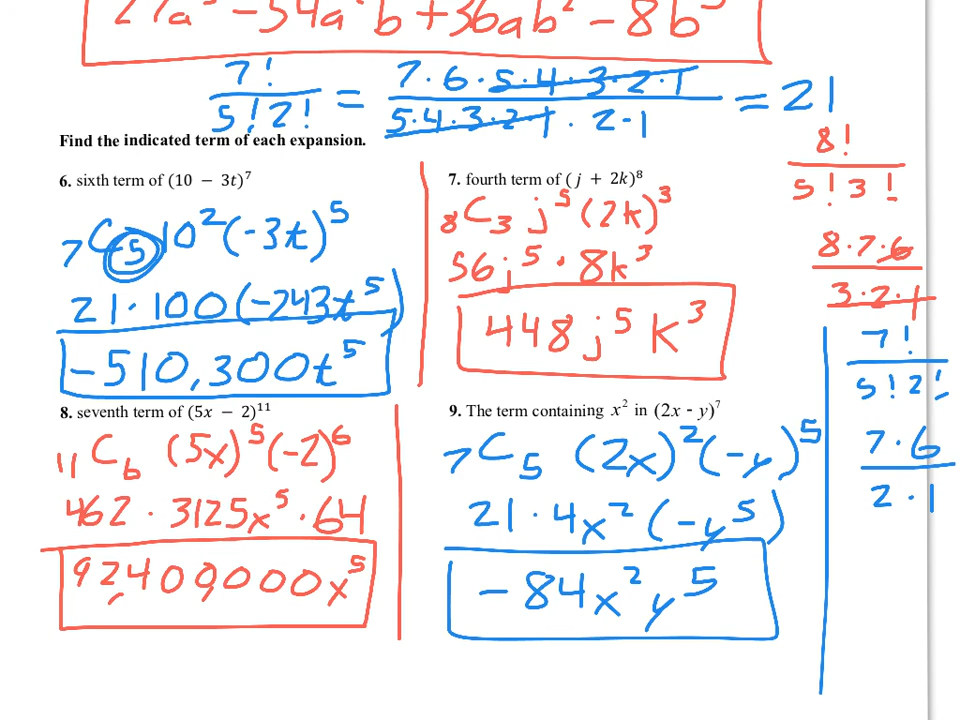 27a³ − 54a²b + 36ab² − 8b³
7! / 5!2! = 7·6·5·4·3·2·1 / 5·4·3·2·1·2·1 = 21
Find the indicated term of each expansion.
6. sixth term of (10 − 3t)⁷
₇C₅ 10²(−3t)⁵
21·100(−243t⁵)
−510,300t⁵
7. fourth term of (j + 2k)⁸
₈C₃ j⁵(2k)³
56j⁵·8k³
448j⁵k³
8!/5!3!
8·7·6/3·2·1
8. seventh term of (5x − 2)¹¹
₁₁C₆ (5x)⁵(−2)⁶
462·3125x⁵·64
92,400,000x⁵
9. The term containing x² in (2x - y)⁷
₇C₅ (2x)²(−y)⁵
21·4x²(−y⁵)
−84x²y⁵
7!/5!2!
7·6/2·1